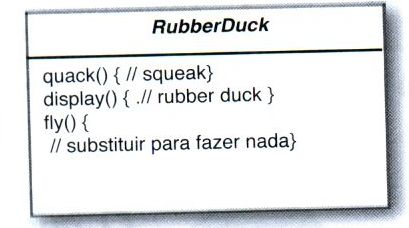 RubberDuck
quack() { // squeak}
display() { .// rubber duck }
fly() {
// substituir para fazer nada}